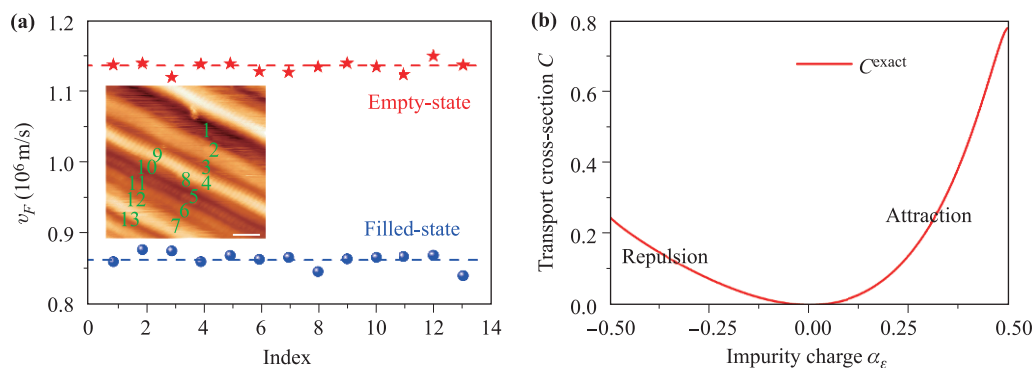 (a)
1.2
1.1
1.0
0.9
0.8
v_F (10^6 m/s)
Empty-state
Filled-state
1
2
3
4
5
6
7
8
9
10
11
12
13
0 2 4 6 8 10 12 14
Index
(b)
0.8
0.6
0.4
0.2
0.0
Transport cross-section C
C^exact
Repulsion
Attraction
−0.50 −0.25 0.00 0.25 0.50
Impurity charge α_ε